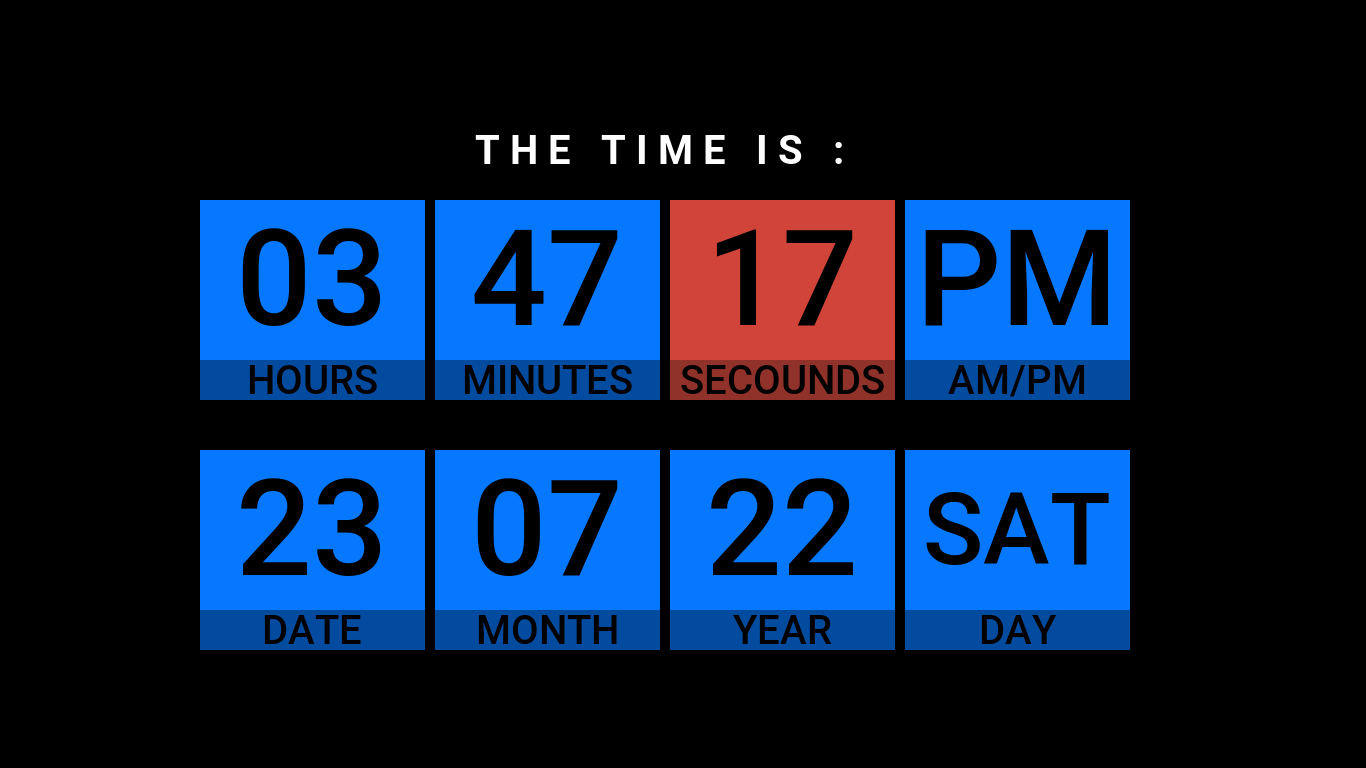 THE TIME IS :
03 47 17 PM
HOURS MINUTES SECOUNDS AM/PM
23 07 22 SAT
DATE MONTH YEAR DAY